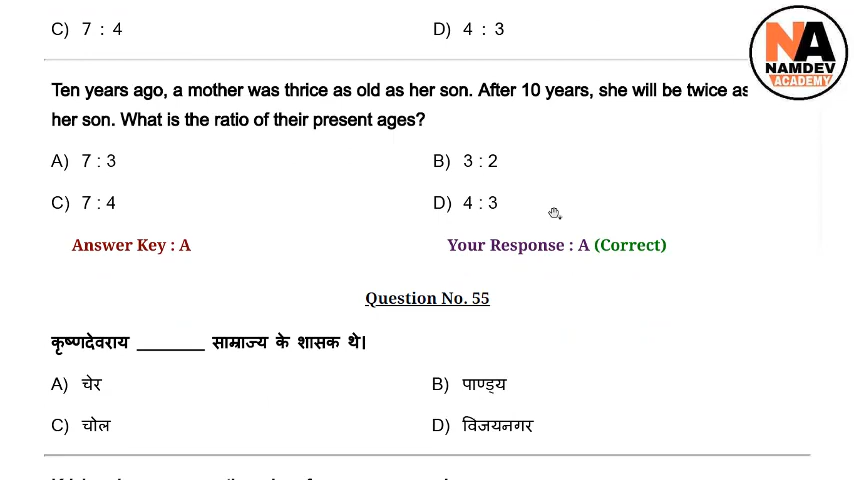 C) 7 : 4
D) 4 : 3
NA
NAMDEV
ACADEMY
Ten years ago, a mother was thrice as old as her son. After 10 years, she will be twice as
her son. What is the ratio of their present ages?
A) 7 : 3
B) 3 : 2
C) 7 : 4
D) 4 : 3
Answer Key : A
Your Response : A (Correct)
Question No. 55
कृष्णदेवराय ________ साम्राज्य के शासक थे।
A) चेर
B) पाण्ड्य
C) चोल
D) विजयनगर